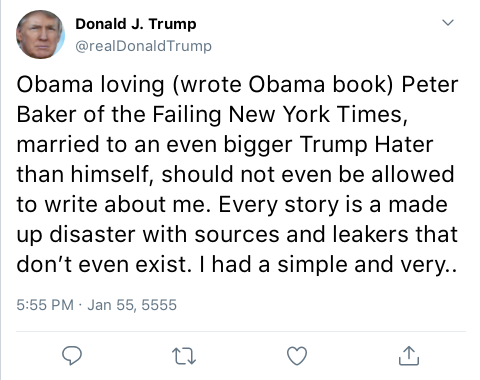 Donald J. Trump
@realDonaldTrump
Obama loving (wrote Obama book) Peter
Baker of the Failing New York Times,
married to an even bigger Trump Hater
than himself, should not even be allowed
to write about me. Every story is a made
up disaster with sources and leakers that
don’t even exist. I had a simple and very..
5:55 PM · Jan 55, 5555